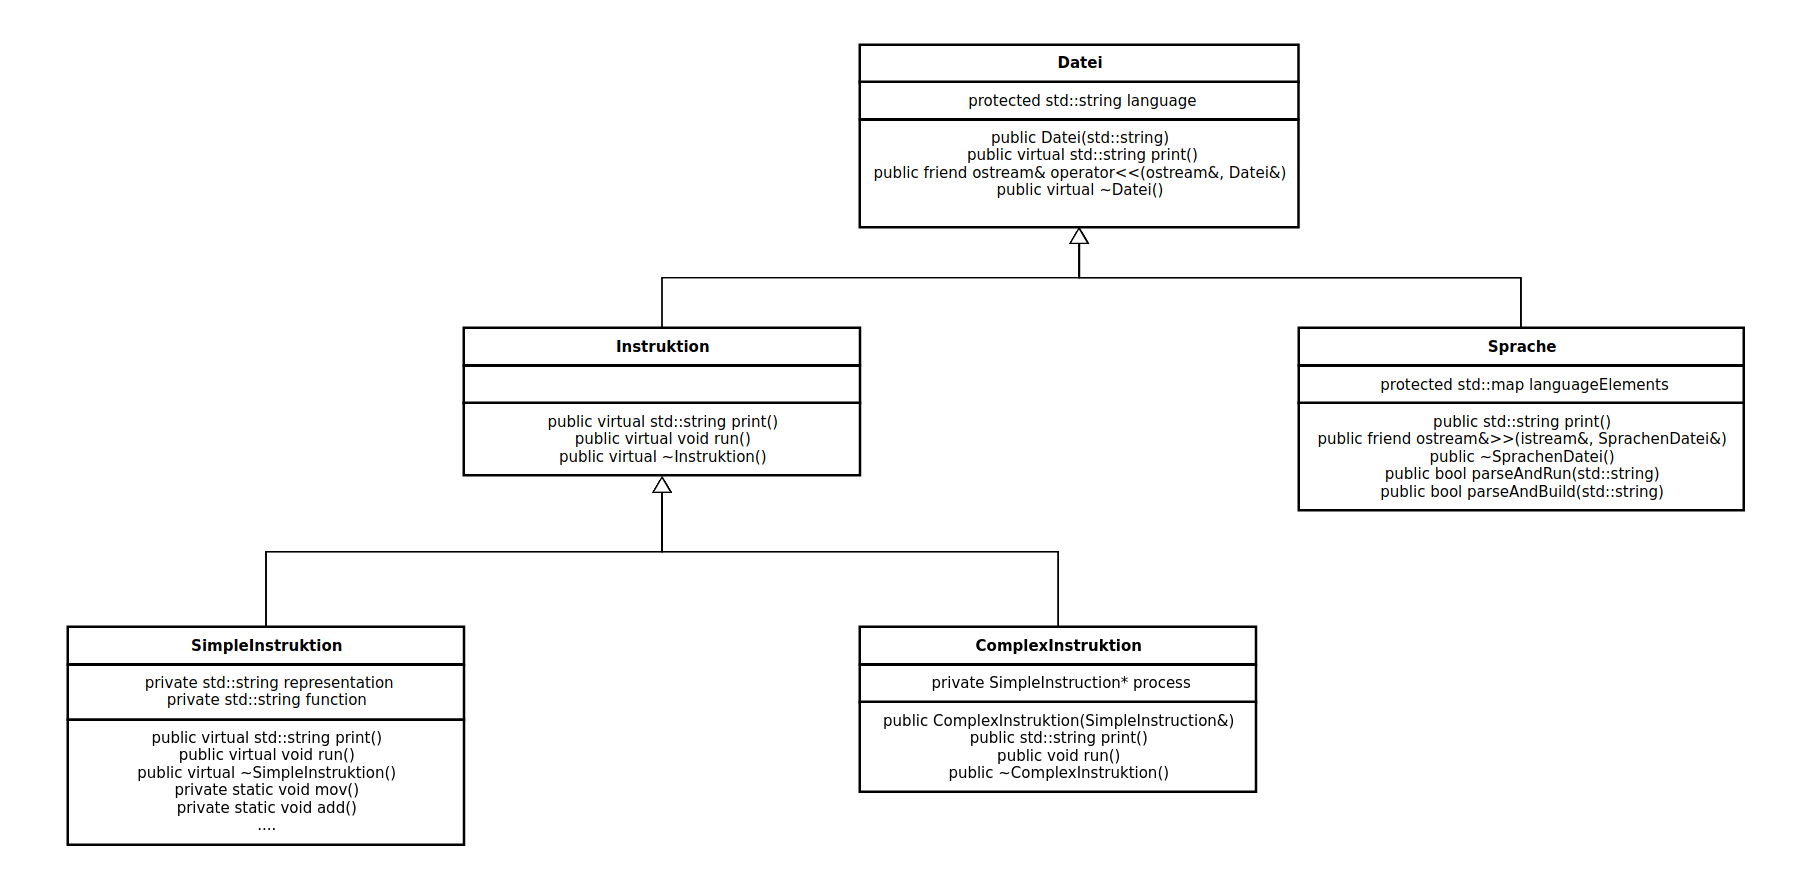 Datei
protected std::string language
public Datei(std::string)
public virtual std::string print()
public friend ostream& operator<<(ostream&, Datei&)
public virtual ~Datei()
Instruktion
public virtual std::string print()
public virtual void run()
public virtual ~Instruktion()
Sprache
protected std::map languageElements
public std::string print()
public friend ostream&>>(istream&, SprachenDatei&)
public ~SprachenDatei()
public bool parseAndRun(std::string)
public bool parseAndBuild(std::string)
SimpleInstruktion
private std::string representation
private std::string function
public virtual std::string print()
public virtual void run()
public virtual ~SimpleInstruktion()
private static void mov()
private static void add()
....
ComplexInstruktion
private SimpleInstruction* process
public ComplexInstruktion(SimpleInstruction&)
public std::string print()
public void run()
public ~ComplexInstruktion()